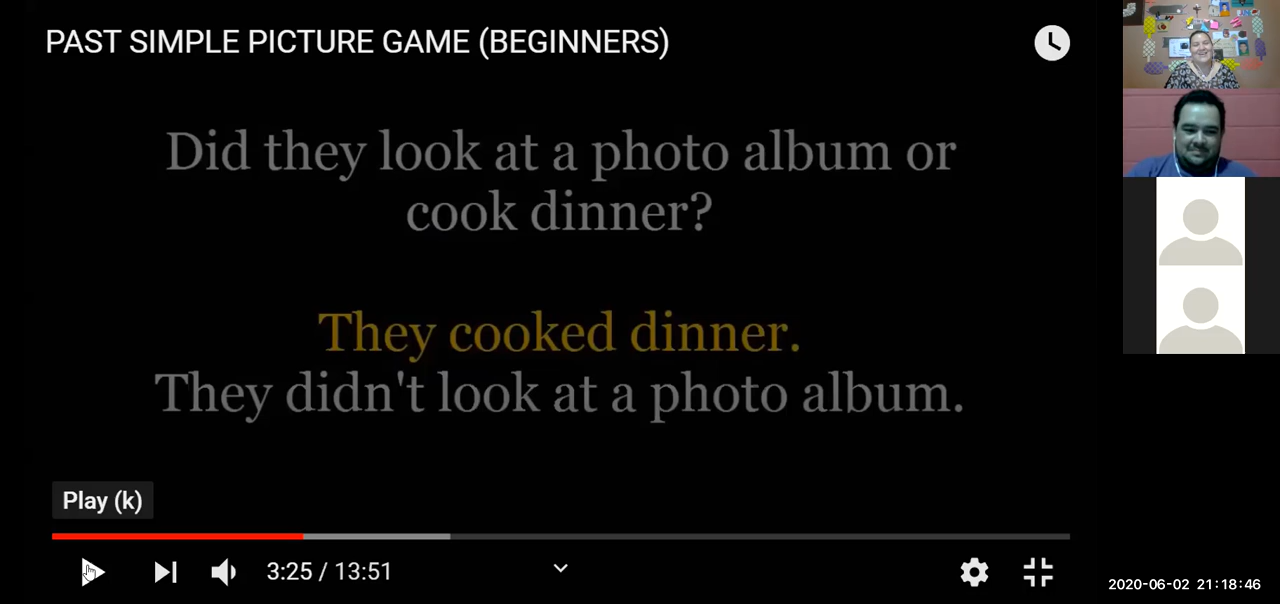 PAST SIMPLE PICTURE GAME (BEGINNERS)
Did they look at a photo album or
cook dinner?
They cooked dinner.
They didn't look at a photo album.
Play (k)
3:25 / 13:51
2020-06-02 21:18:46